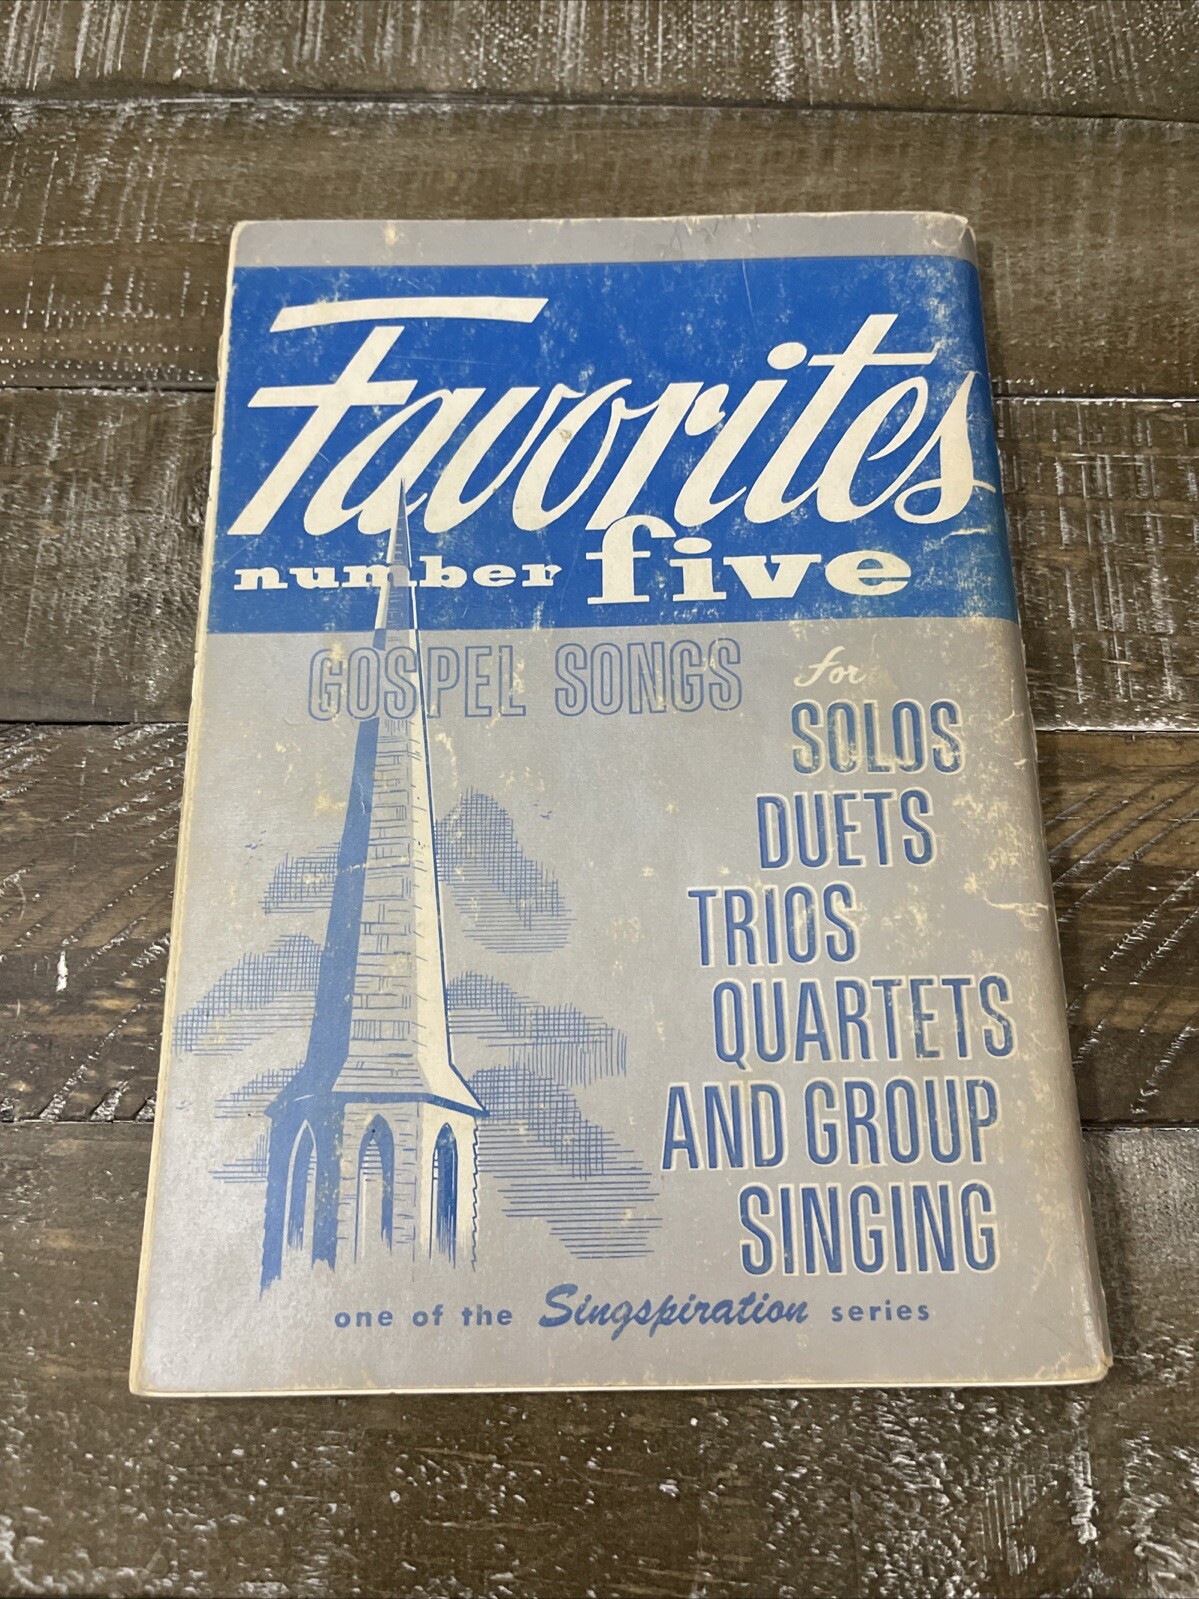 Favorites
number five
GOSPEL SONGS for
SOLOS
DUETS
TRIOS
QUARTETS
AND GROUP
SINGING
one of the Singspiration series